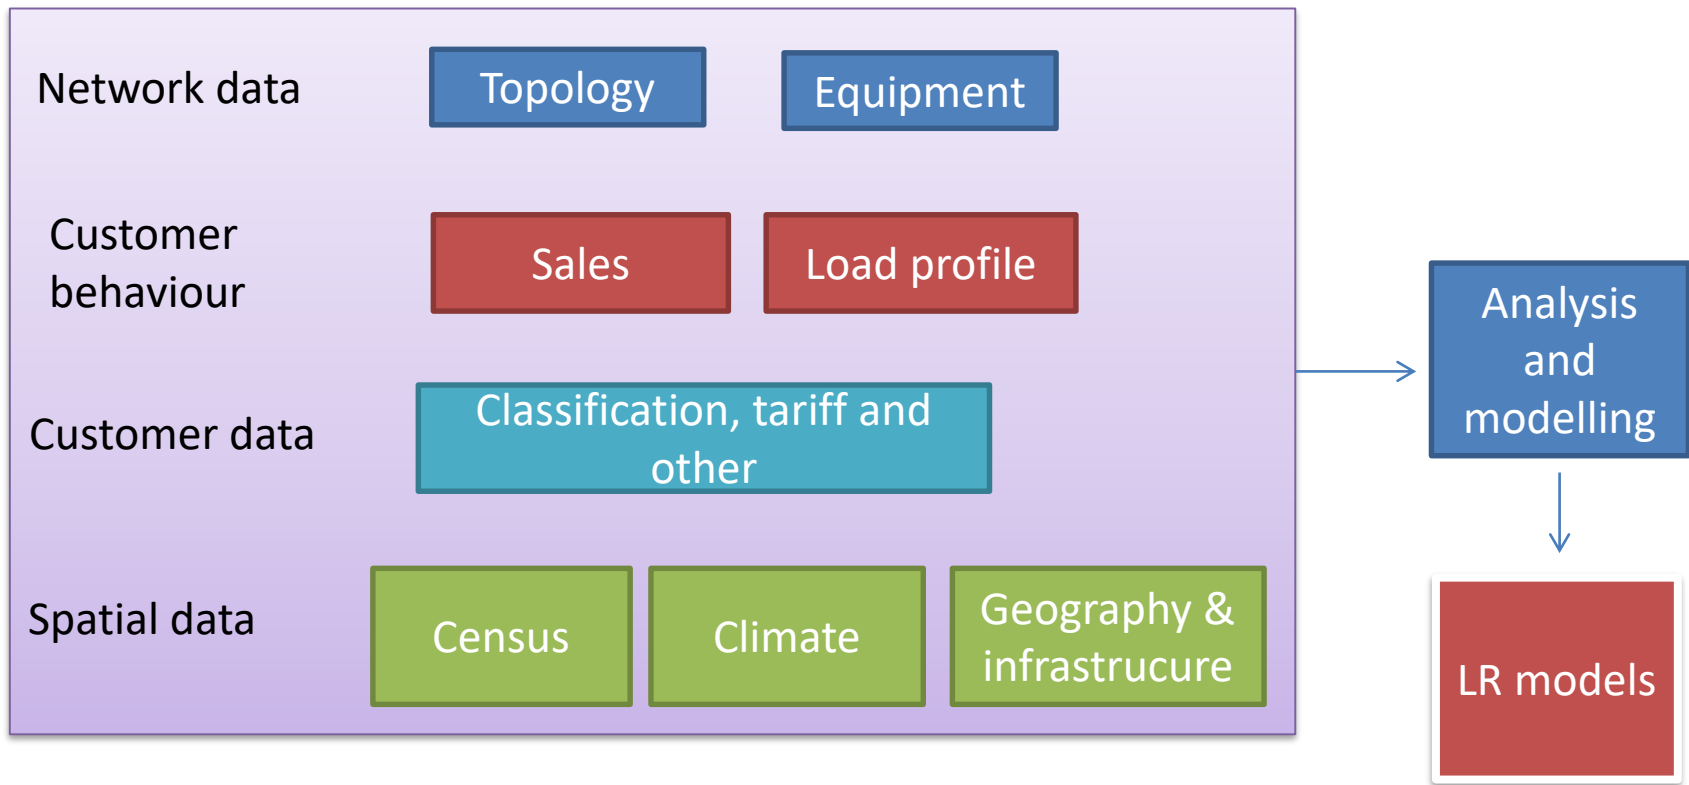 Network data
Topology
Equipment
Customer
behaviour
Sales
Load profile
Customer data
Classification, tariff and
other
Spatial data
Census
Climate
Geography &
infrastrucure
Analysis
and
modelling
LR models